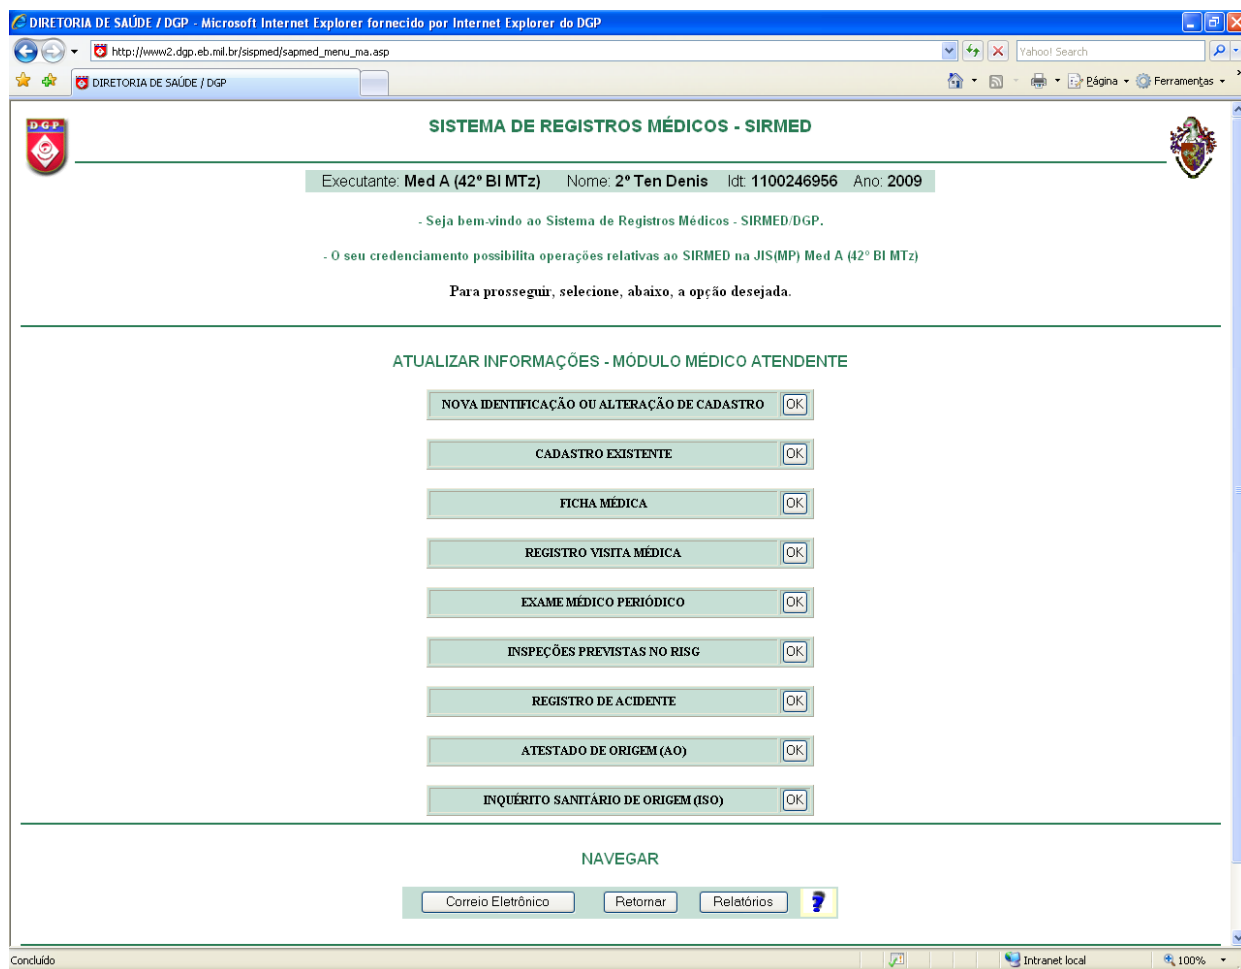 DIRETORIA DE SAÚDE / DGP - Microsoft Internet Explorer fornecido por Internet Explorer do DGP
http://www2.dgp.eb.mil.br/sispmed/sapmed_menu_ma.asp
Yahoo! Search
DIRETORIA DE SAÚDE / DGP
Página
Ferramentas
DGP
SISTEMA DE REGISTROS MÉDICOS - SIRMED
Executante: Med A (42º BI MTz) Nome: 2º Ten Denis Idt: 1100246956 Ano: 2009
- Seja bem-vindo ao Sistema de Registros Médicos - SIRMED/DGP.
- O seu credenciamento possibilita operações relativas ao SIRMED na JIS(MP) Med A (42º BI MTz)
Para prosseguir, selecione, abaixo, a opção desejada.
ATUALIZAR INFORMAÇÕES - MÓDULO MÉDICO ATENDENTE
NOVA IDENTIFICAÇÃO OU ALTERAÇÃO DE CADASTRO OK
CADASTRO EXISTENTE OK
FICHA MÉDICA OK
REGISTRO VISITA MÉDICA OK
EXAME MÉDICO PERIÓDICO OK
INSPEÇÕES PREVISTAS NO RISG OK
REGISTRO DE ACIDENTE OK
ATESTADO DE ORIGEM (AO) OK
INQUÉRITO SANITÁRIO DE ORIGEM (ISO) OK
NAVEGAR
Correio Eletrônico Retornar Relatórios ?
Concluído Intranet local 100%